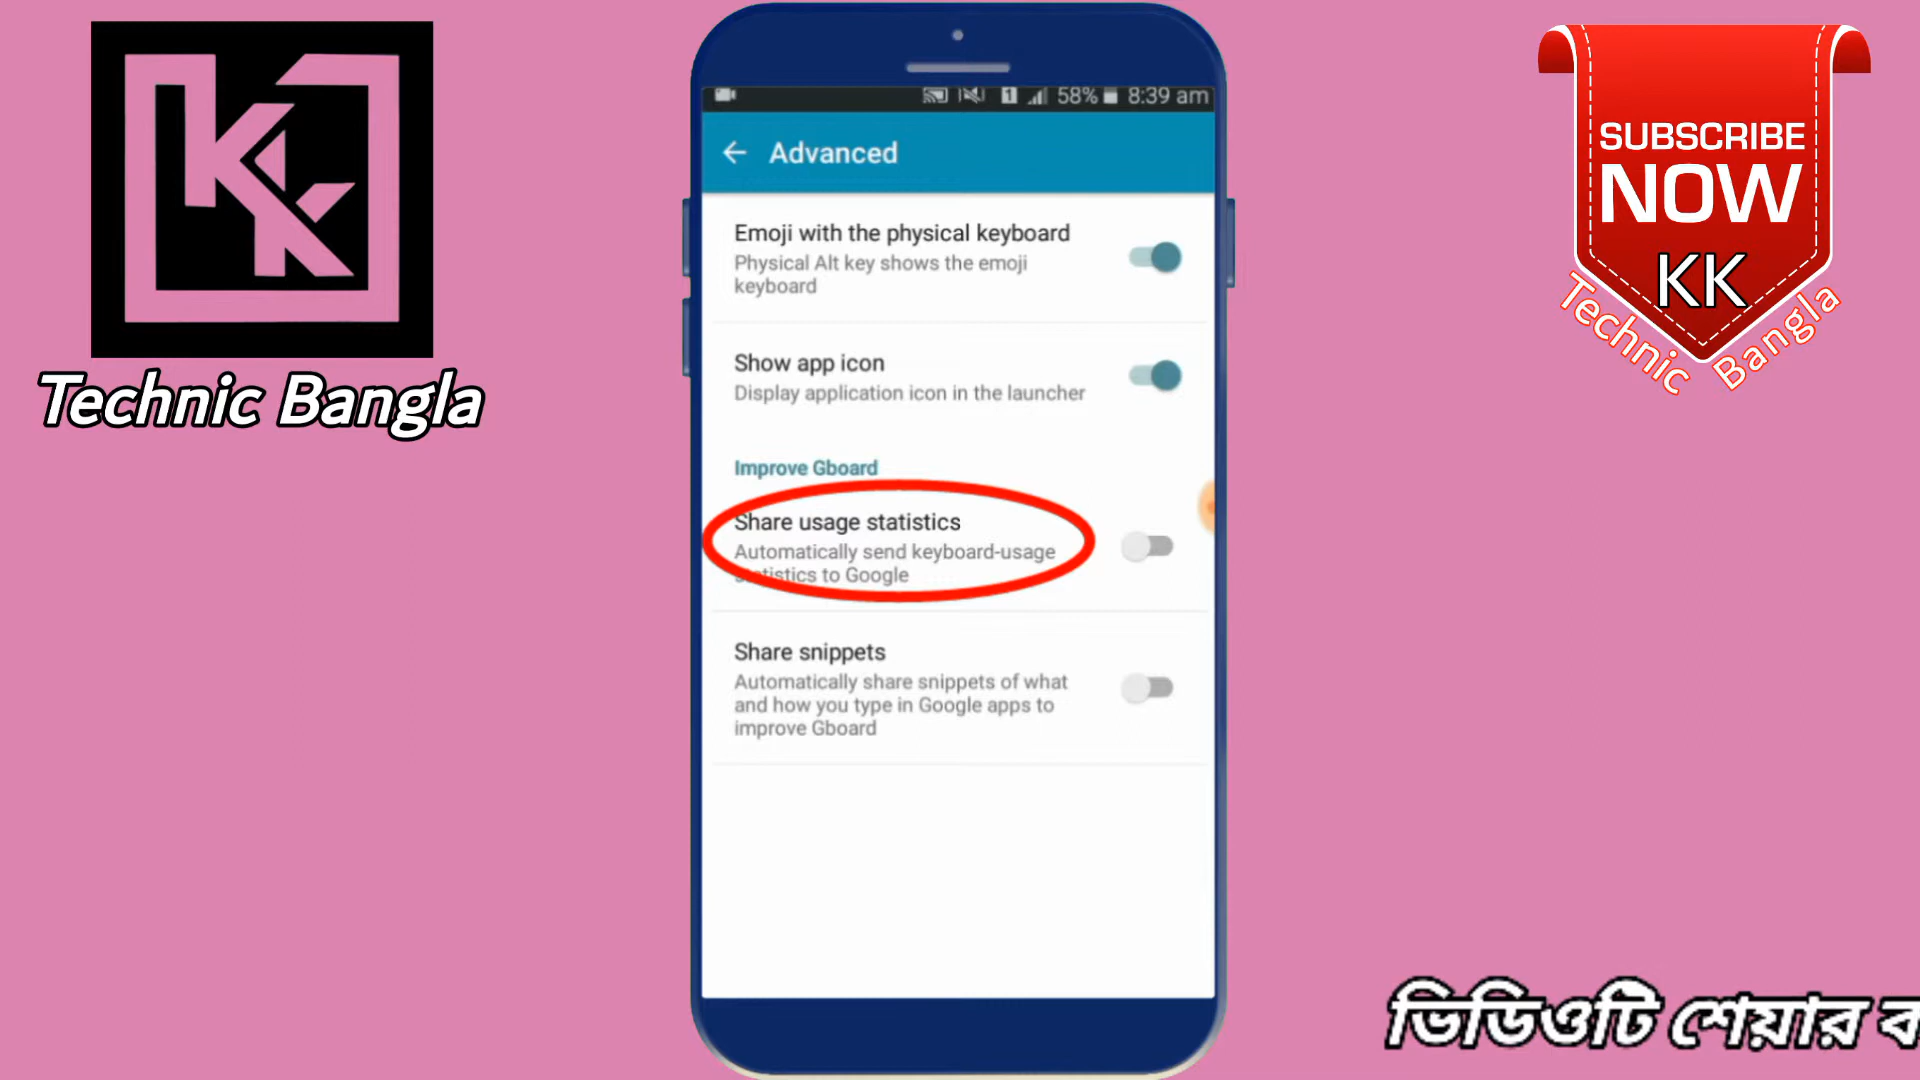 KK
Technic Bangla
58% 8:39 am
Advanced
Emoji with the physical keyboard
Physical Alt key shows the emoji
keyboard
Show app icon
Display application icon in the launcher
Improve Gboard
Share usage statistics
Automatically send keyboard-usage
statistics to Google
Share snippets
Automatically share snippets of what
and how you type in Google apps to
improve Gboard
SUBSCRIBE
NOW
KK
Technic Bangla
ভিডিওটি শেয়ার ক